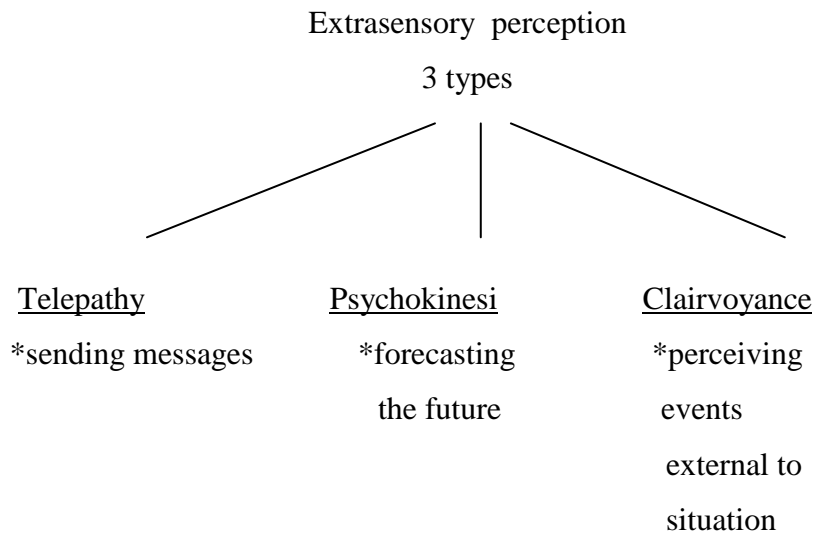 Extrasensory perception
3 types
Telepathy
*sending messages
Psychokinesi
*forecasting
the future
Clairvoyance
*perceiving
events
external to
situation